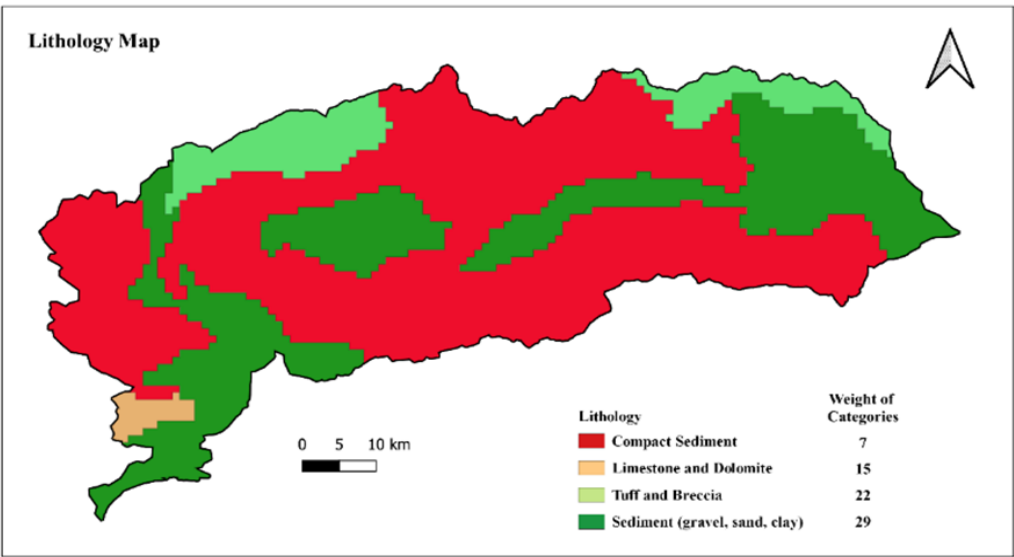 Lithology Map
0 5 10 km
Lithology Weight of Categories
Compact Sediment 7
Limestone and Dolomite 15
Tuff and Breccia 22
Sediment (gravel, sand, clay) 29